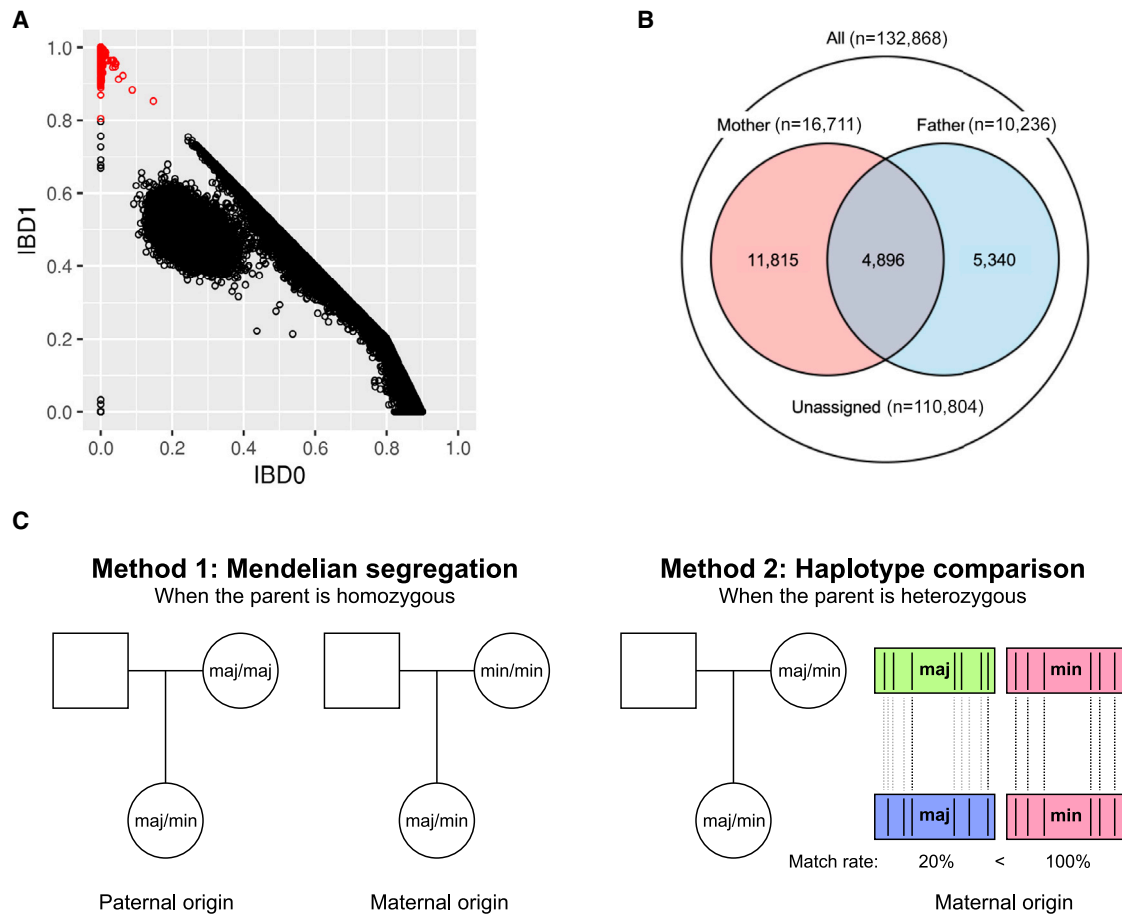 A
IBD1
1.0
0.8
0.6
0.4
0.2
0.0
0.0 0.2 0.4 0.6 0.8 1.0
IBD0
B
All (n=132,868)
Mother (n=16,711) Father (n=10,236)
11,815 4,896 5,340
Unassigned (n=110,804)
C
Method 1: Mendelian segregation
When the parent is homozygous
maj/maj
min/min
maj/min
maj/min
Paternal origin
Maternal origin
Method 2: Haplotype comparison
When the parent is heterozygous
maj/min
maj min
maj/min
maj min
Match rate: 20% < 100%
Maternal origin